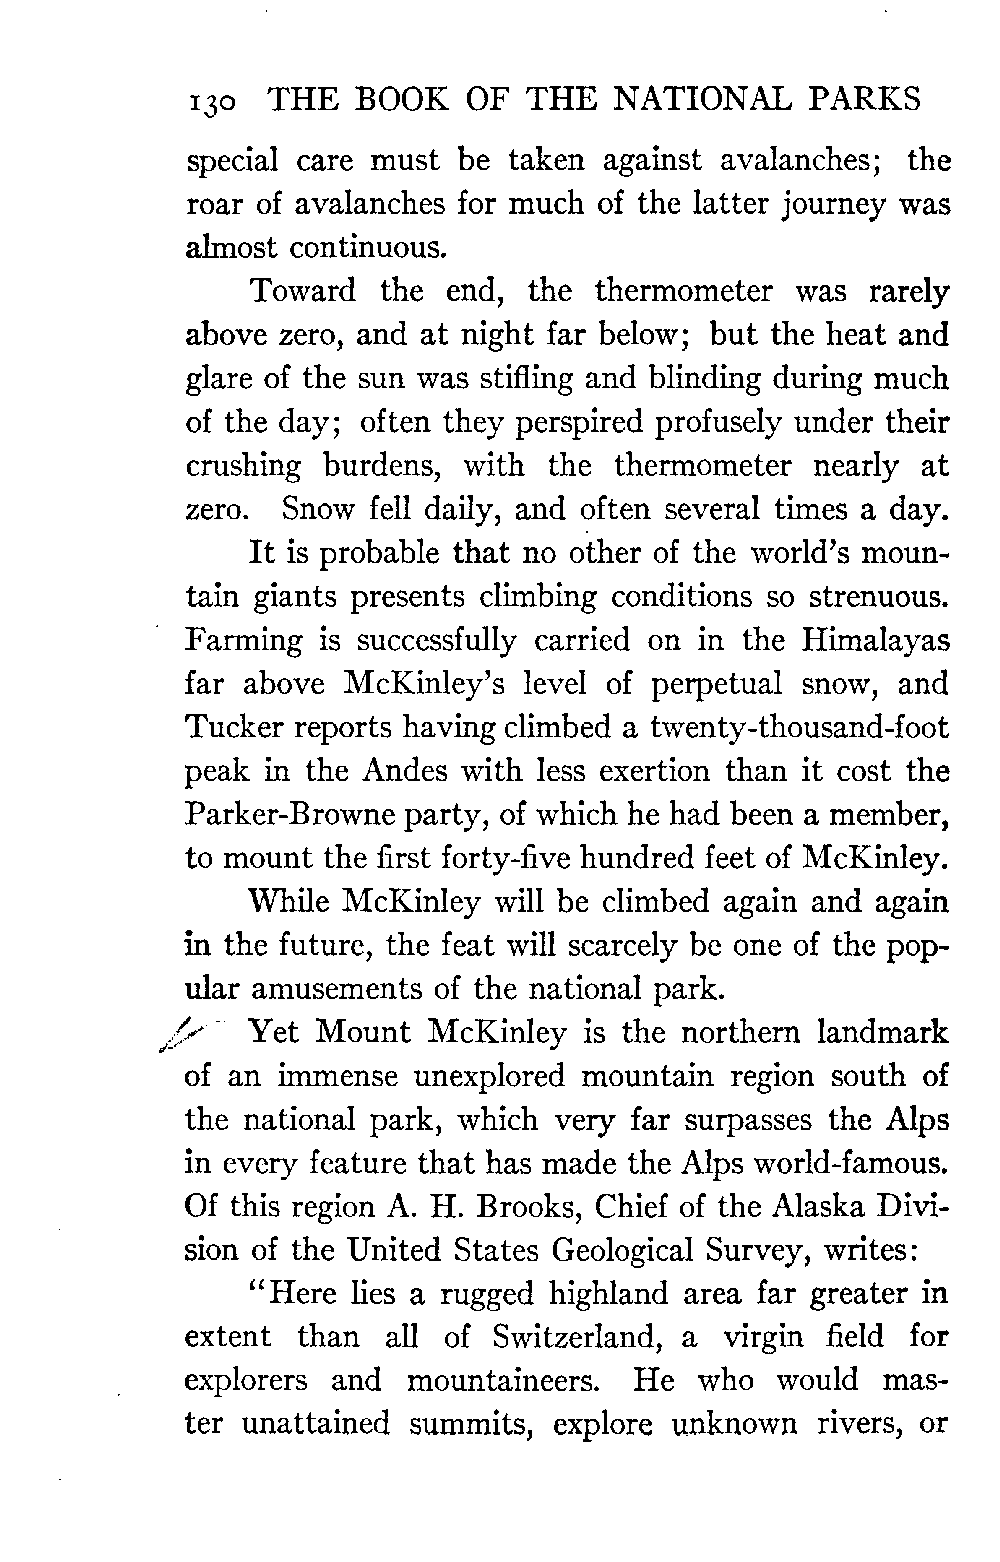 130 THE BOOK OF THE NATIONAL PARKS
special care must be taken against avalanches; the
roar of avalanches for much of the latter journey was
almost continuous.
Toward the end, the thermometer was rarely
above zero, and at night far below; but the heat and
glare of the sun was stifling and blinding during much
of the day; often they perspired profusely under their
crushing burdens, with the thermometer nearly at
zero. Snow fell daily, and often several times a day.
It is probable that no other of the world's moun-
tain giants presents climbing conditions so strenuous.
Farming is successfully carried on in the Himalayas
far above McKinley's level of perpetual snow, and
Tucker reports having climbed a twenty-thousand-foot
peak in the Andes with less exertion than it cost the
Parker-Browne party, of which he had been a member,
to mount the first forty-five hundred feet of McKinley.
While McKinley will be climbed again and again
in the future, the feat will scarcely be one of the pop-
ular amusements of the national park.
Yet Mount McKinley is the northern landmark
of an immense unexplored mountain region south of
the national park, which very far surpasses the Alps
in every feature that has made the Alps world-famous.
Of this region A. H. Brooks, Chief of the Alaska Divi-
sion of the United States Geological Survey, writes:
"Here lies a rugged highland area far greater in
extent than all of Switzerland, a virgin field for
explorers and mountaineers. He who would mas-
ter unattained summits, explore unknown rivers, or